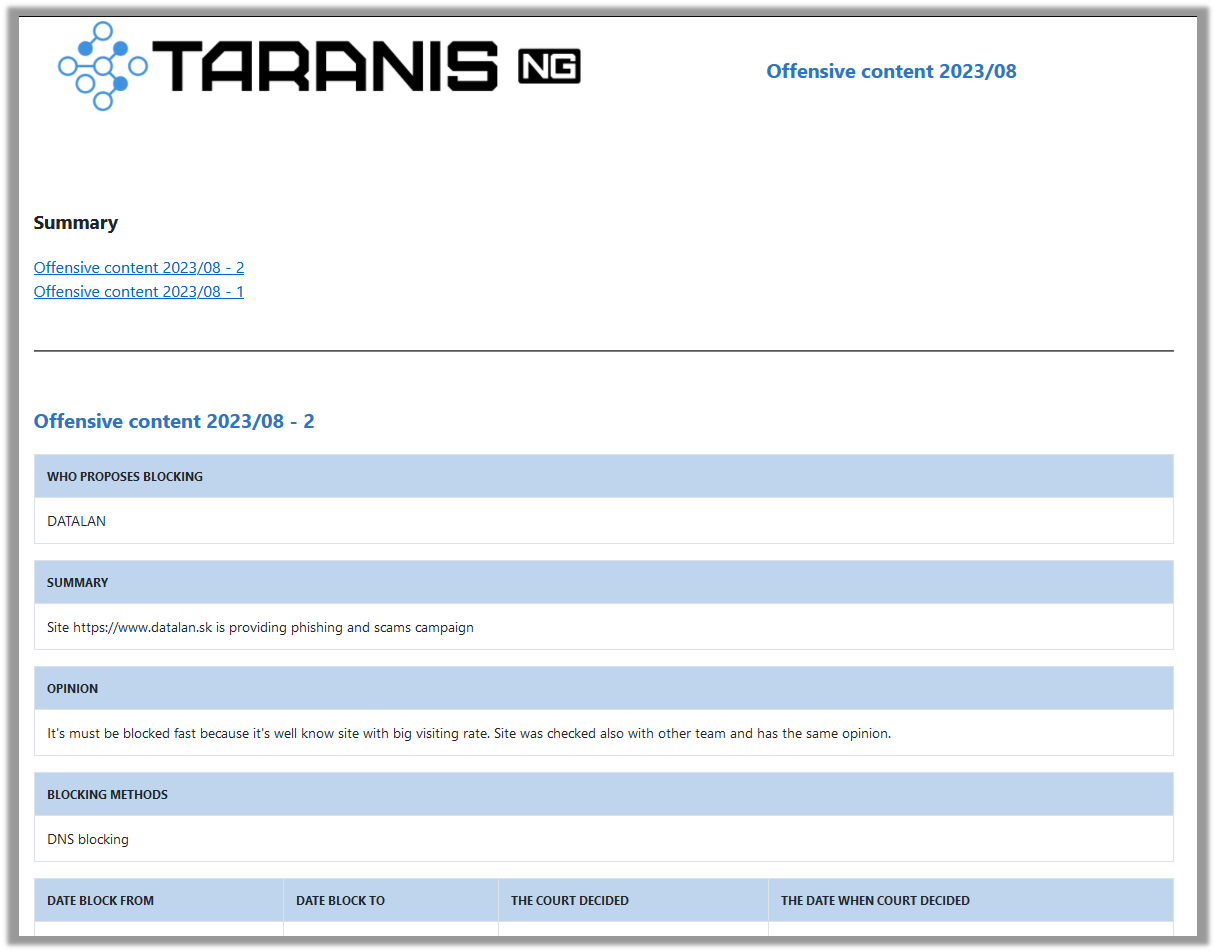 TARANIS NG
Offensive content 2023/08
Summary
Offensive content 2023/08 - 2
Offensive content 2023/08 - 1
Offensive content 2023/08 - 2
WHO PROPOSES BLOCKING
DATALAN
SUMMARY
Site https://www.datalan.sk is providing phishing and scams campaign
OPINION
It's must be blocked fast because it's well know site with big visiting rate. Site was checked also with other team and has the same opinion.
BLOCKING METHODS
DNS blocking
DATE BLOCK FROM DATE BLOCK TO THE COURT DECIDED THE DATE WHEN COURT DECIDED